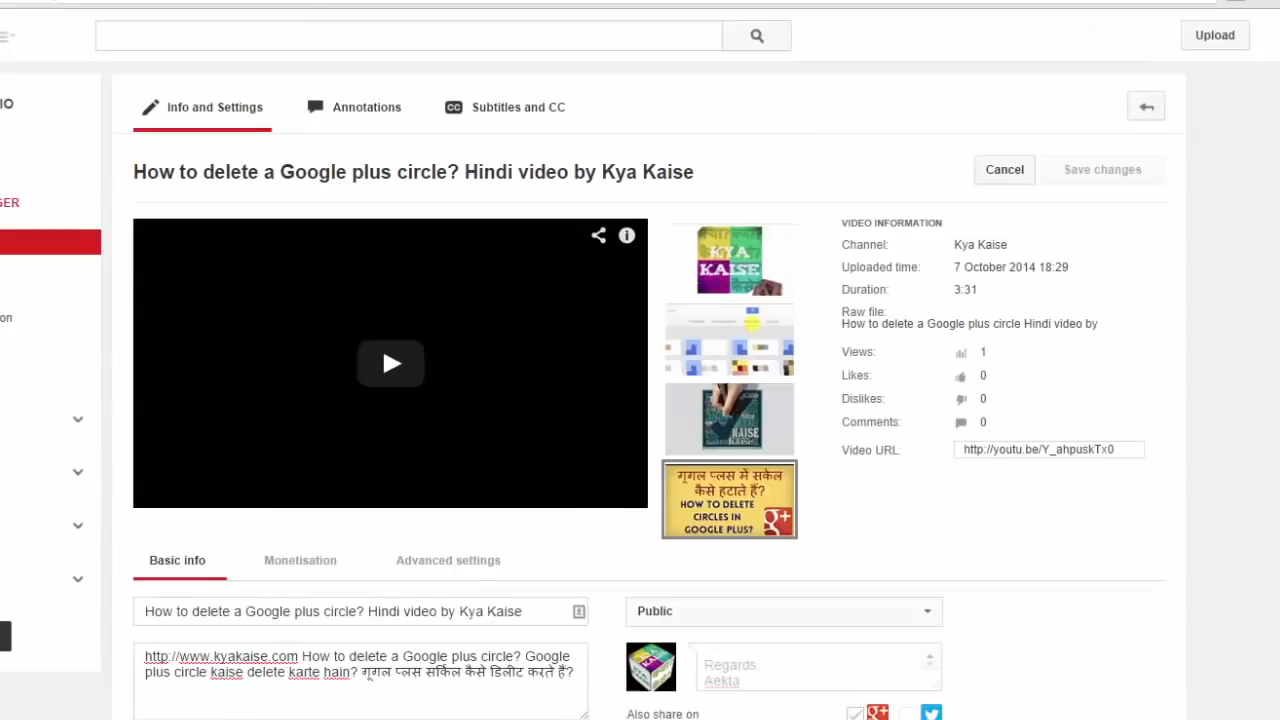 Upload
IO
Info and Settings
Annotations
CC Subtitles and CC
How to delete a Google plus circle? Hindi video by Kya Kaise
Cancel
Save changes
GER
KYA
KAISE
KAISE
गूगल प्लस में सर्कल
कैसे हटाते हैं?
HOW TO DELETE
CIRCLES IN
GOOGLE PLUS?
g+
VIDEO INFORMATION
Channel: Kya Kaise
Uploaded time: 7 October 2014 18:29
Duration: 3:31
Raw file:
How to delete a Google plus circle Hindi video by
Views: 1
Likes: 0
Dislikes: 0
Comments: 0
Video URL: http://youtu.be/Y_ahpuskTx0
on
Basic info
Monetisation
Advanced settings
How to delete a Google plus circle? Hindi video by Kya Kaise
Public
http://www.kyakaise.com How to delete a Google plus circle? Google
plus circle kaise delete karte hain? गूगल प्लस सर्किल कैसे डिलीट करते हैं?
Regards
Aekta
Also share on
g+